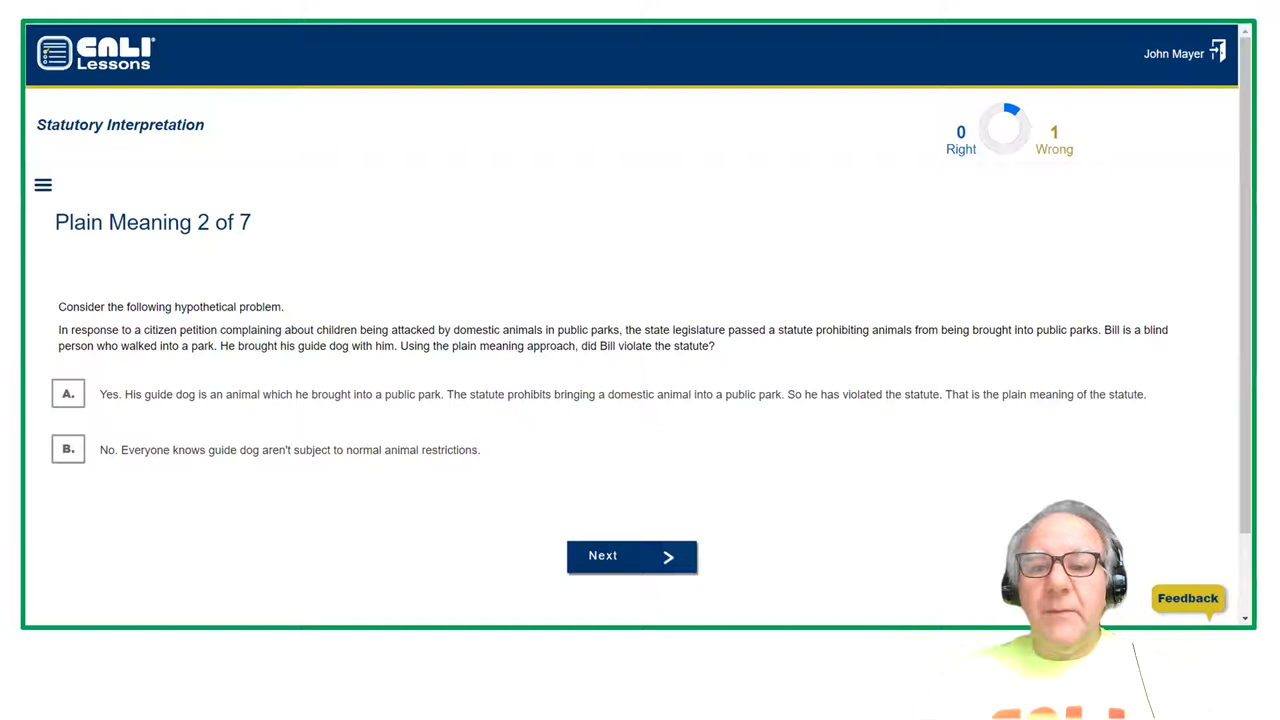 CALI
Lessons
John Mayer
Statutory Interpretation
0
Right
1
Wrong
Plain Meaning 2 of 7
Consider the following hypothetical problem.
In response to a citizen petition complaining about children being attacked by domestic animals in public parks, the state legislature passed a statute prohibiting animals from being brought into public parks. Bill is a blind
person who walked into a park. He brought his guide dog with him. Using the plain meaning approach, did Bill violate the statute?
A. Yes. His guide dog is an animal which he brought into a public park. The statute prohibits bringing a domestic animal into a public park. So he has violated the statute. That is the plain meaning of the statute.
B. No. Everyone knows guide dog aren't subject to normal animal restrictions.
Next
Feedback
CALI